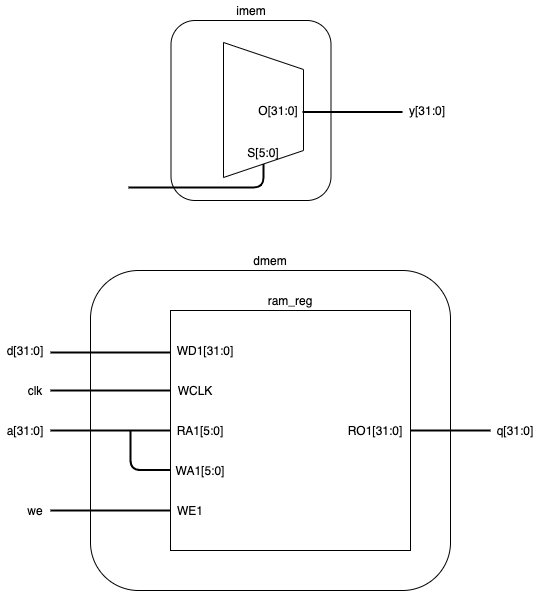 imem
O[31:0]
y[31:0]
S[5:0]
dmem
ram_reg
d[31:0]
WD1[31:0]
clk
WCLK
a[31:0]
RA1[5:0]
RO1[31:0]
q[31:0]
WA1[5:0]
we
WE1